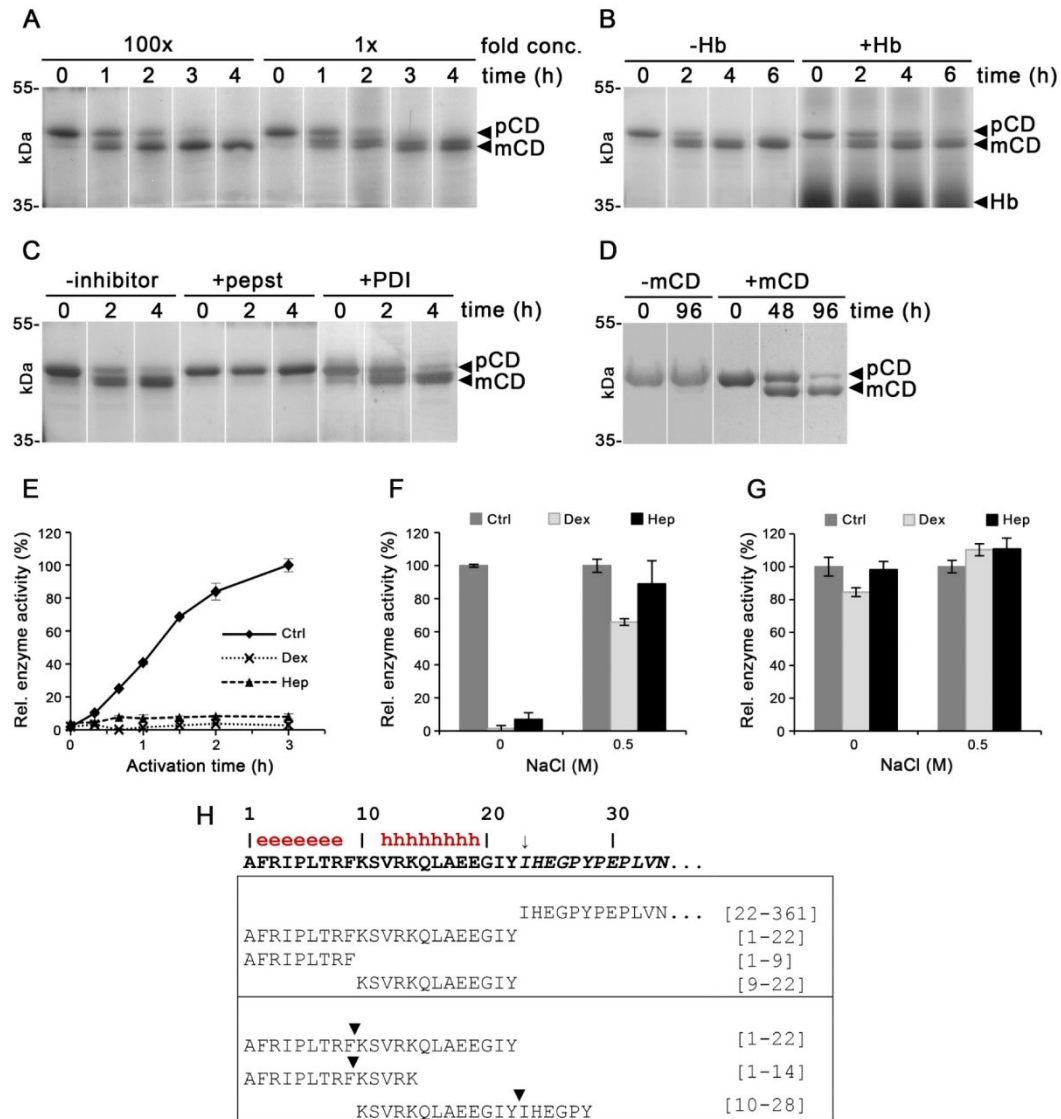 A
100x 1x fold conc.
0 1 2 3 4 0 1 2 3 4 time (h)
55-
kDa
35-
◄pCD
◄mCD
B
-Hb +Hb
0 2 4 6 0 2 4 6 time (h)
55-
kDa
35-
◄pCD
◄mCD
◄Hb
C
-inhibitor +pepst +PDI
0 2 4 0 2 4 0 2 4 time (h)
55-
kDa
35-
◄pCD
◄mCD
D
-mCD +mCD
0 96 0 48 96 time (h)
55-
kDa
35-
◄pCD
◄mCD
E
Rel. enzyme activity (%)
120
100
80
60
40
20
0
Ctrl
Dex
Hep
0 1 2 3
Activation time (h)
F
Ctrl Dex Hep
Rel. enzyme activity (%)
120
100
80
60
40
20
0
0 0.5
NaCl (M)
G
Ctrl Dex Hep
Rel. enzyme activity (%)
120
100
80
60
40
20
0
0 0.5
NaCl (M)
H
1 10 20 30
|eeeeeee | hhhhhhhh| ↓ |
AFRIPLTRFKSVRKQLAEEGIYIHEGPYPEPLVN...
IHEGPYPEPLVN... [22-361]
AFRIPLTRFKSVRKQLAEEGIY [1-22]
AFRIPLTRF [1-9]
KSVRKQLAEEGIY [9-22]
▼
AFRIPLTRFKSVRKQLAEEGIY [1-22]
▼
AFRIPLTRFKSVRK [1-14]
▼
KSVRKQLAEEGIYIHEGPY [10-28]